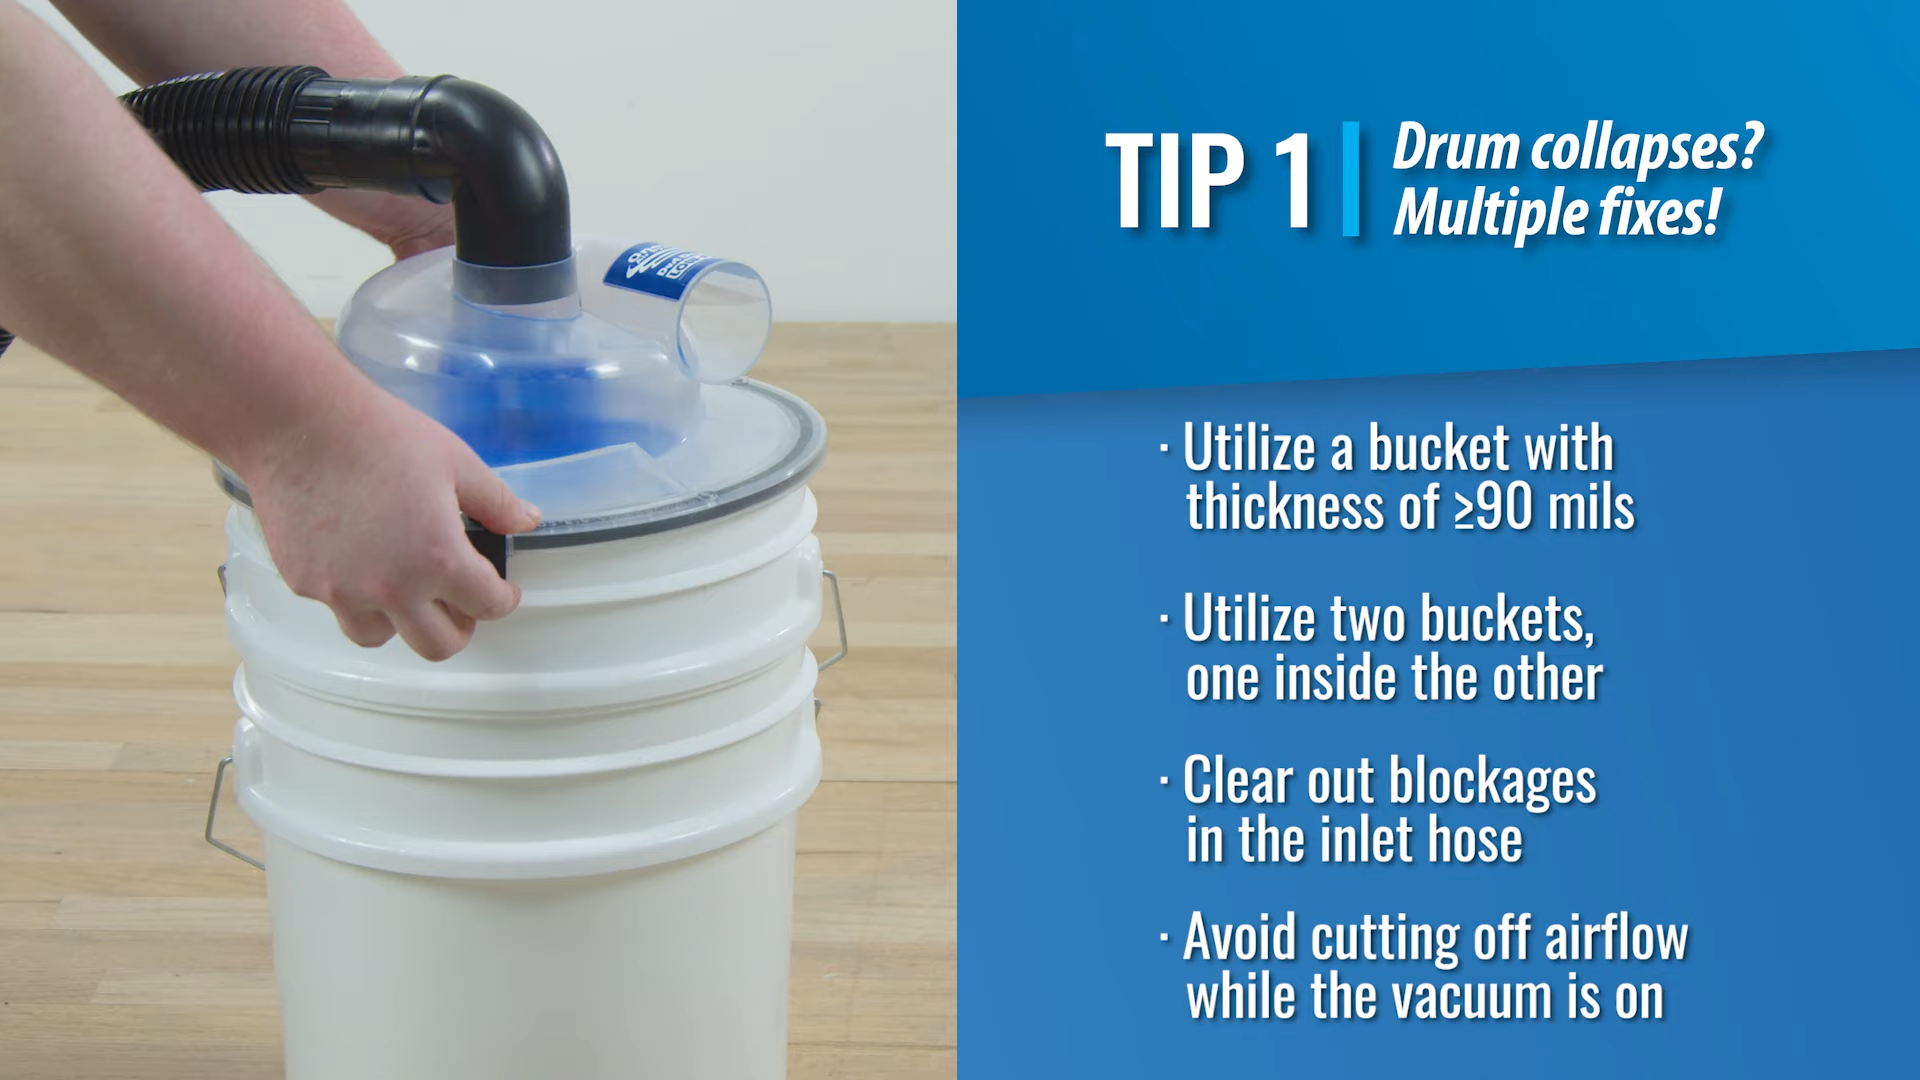 TIP 1
Drum collapses?
Multiple fixes!
· Utilize a bucket with
thickness of ≥90 mils
· Utilize two buckets,
one inside the other
· Clear out blockages
in the inlet hose
· Avoid cutting off airflow
while the vacuum is on